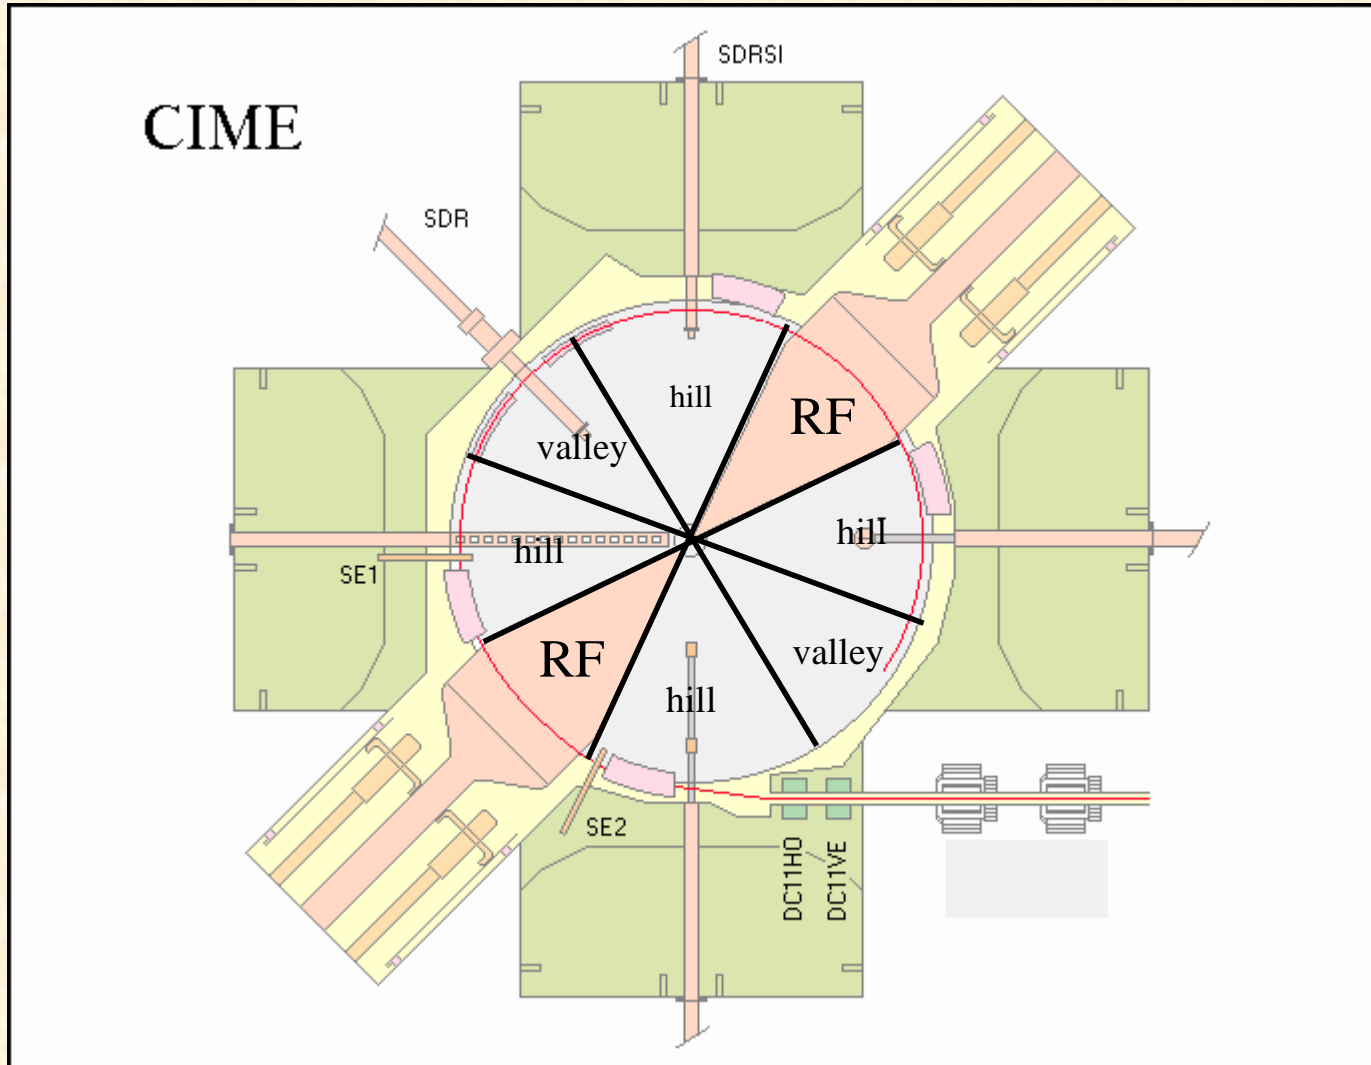 SDRSI
CIME
SDR
hill
RF
valley
hill
hill
SE1
RF
valley
hill
SE2
DC11HO
DC11VE